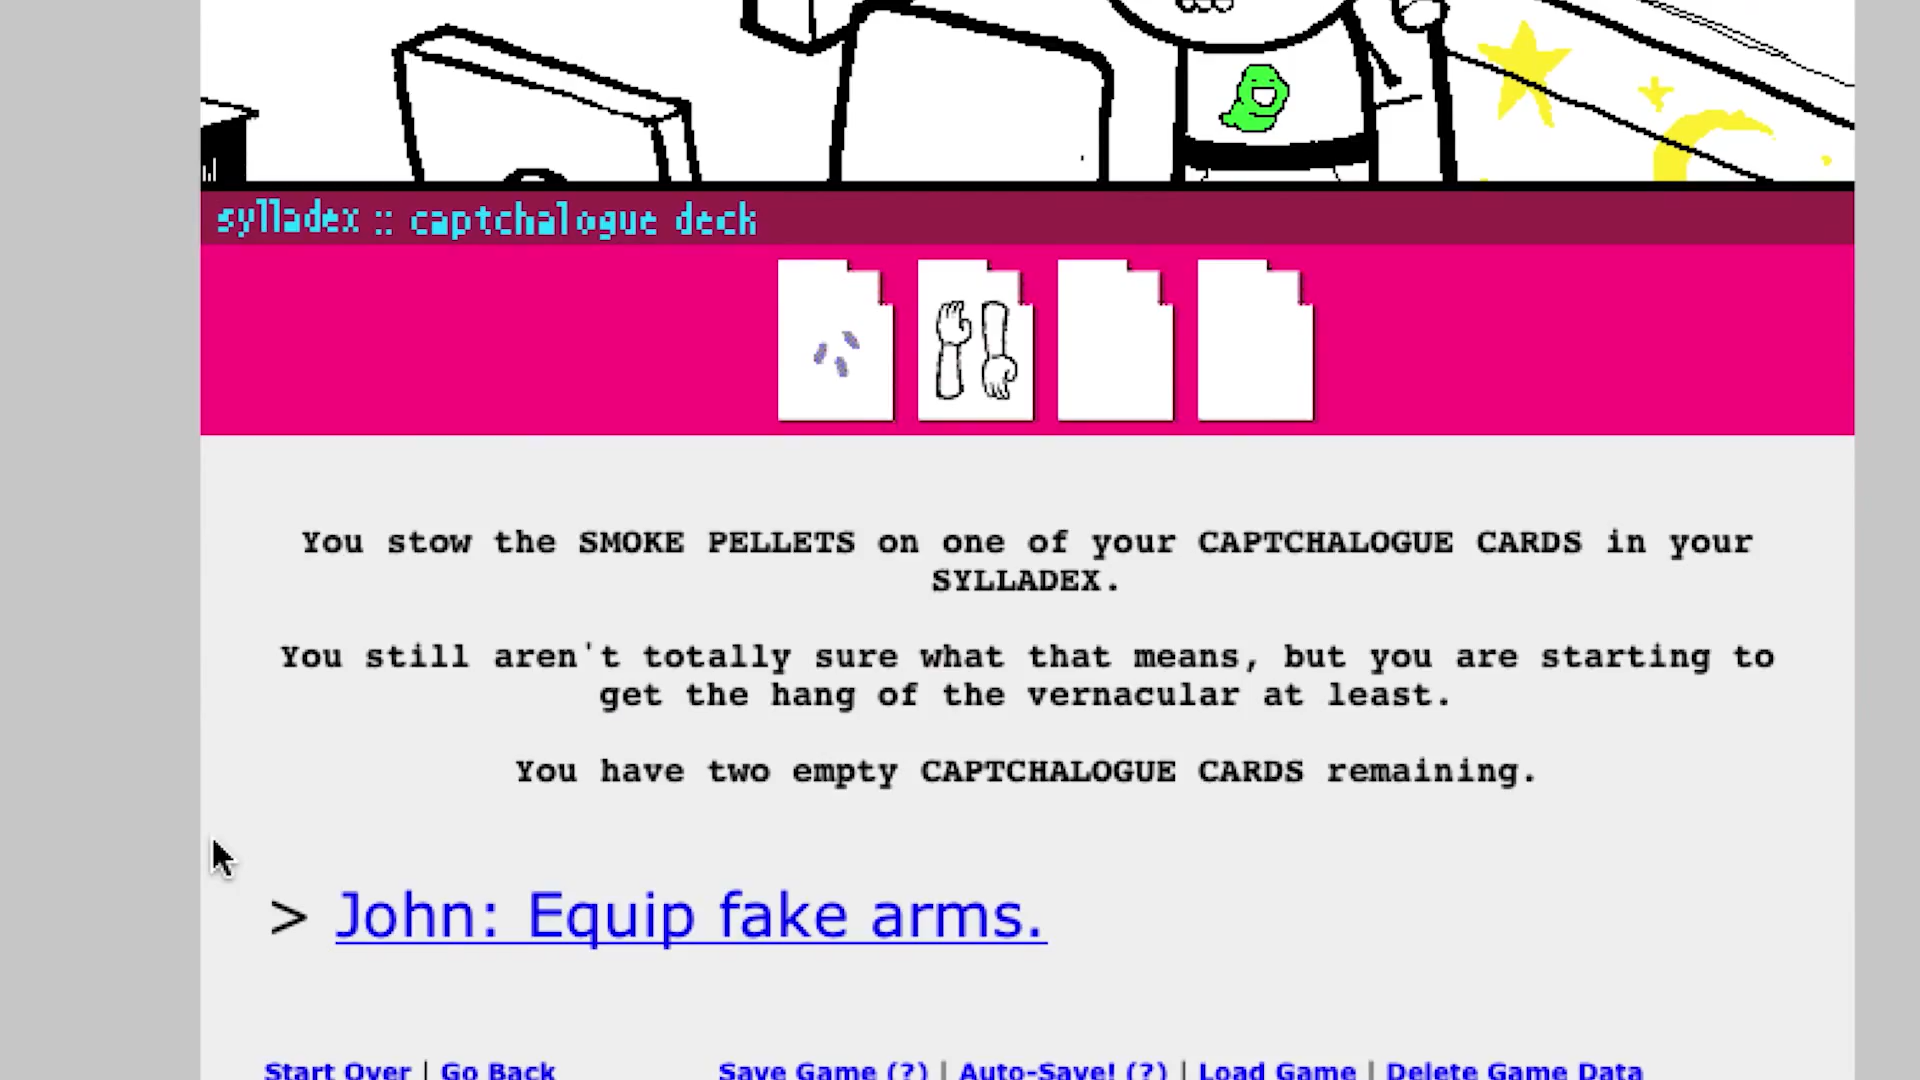 sylladex :: captchalogue deck
You stow the SMOKE PELLETS on one of your CAPTCHALOGUE CARDS in your
SYLLADEX.
You still aren't totally sure what that means, but you are starting to
get the hang of the vernacular at least.
You have two empty CAPTCHALOGUE CARDS remaining.
> John: Equip fake arms.
Start Over | Go Back Save Game (?) | Auto-Save! (?) | Load Game | Delete Game Data